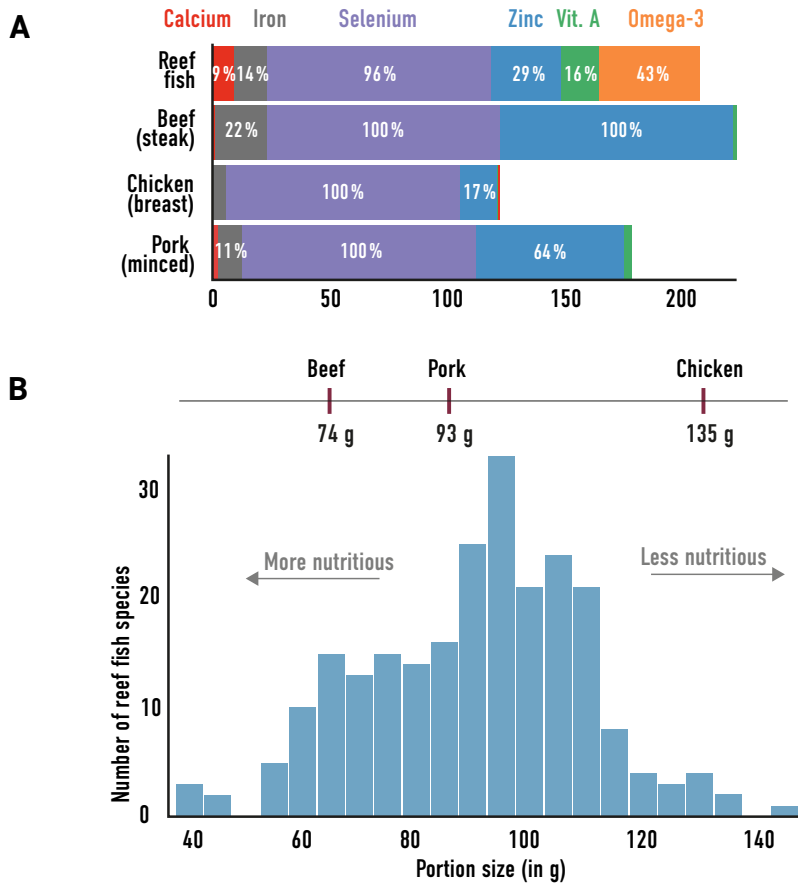 A
Calcium Iron Selenium Zinc Vit. A Omega-3
Reef
fish
9% 14% 96% 29% 16% 43%
Beef
(steak)
22% 100% 100%
Chicken
(breast)
100% 17%
Pork
(minced)
11% 100% 64%
0 50 100 150 200
B
Beef Pork Chicken
74 g 93 g 135 g
Number of reef fish species
30
20
10
0
More nutritious
Less nutritious
40 60 80 100 120 140
Portion size (in g)